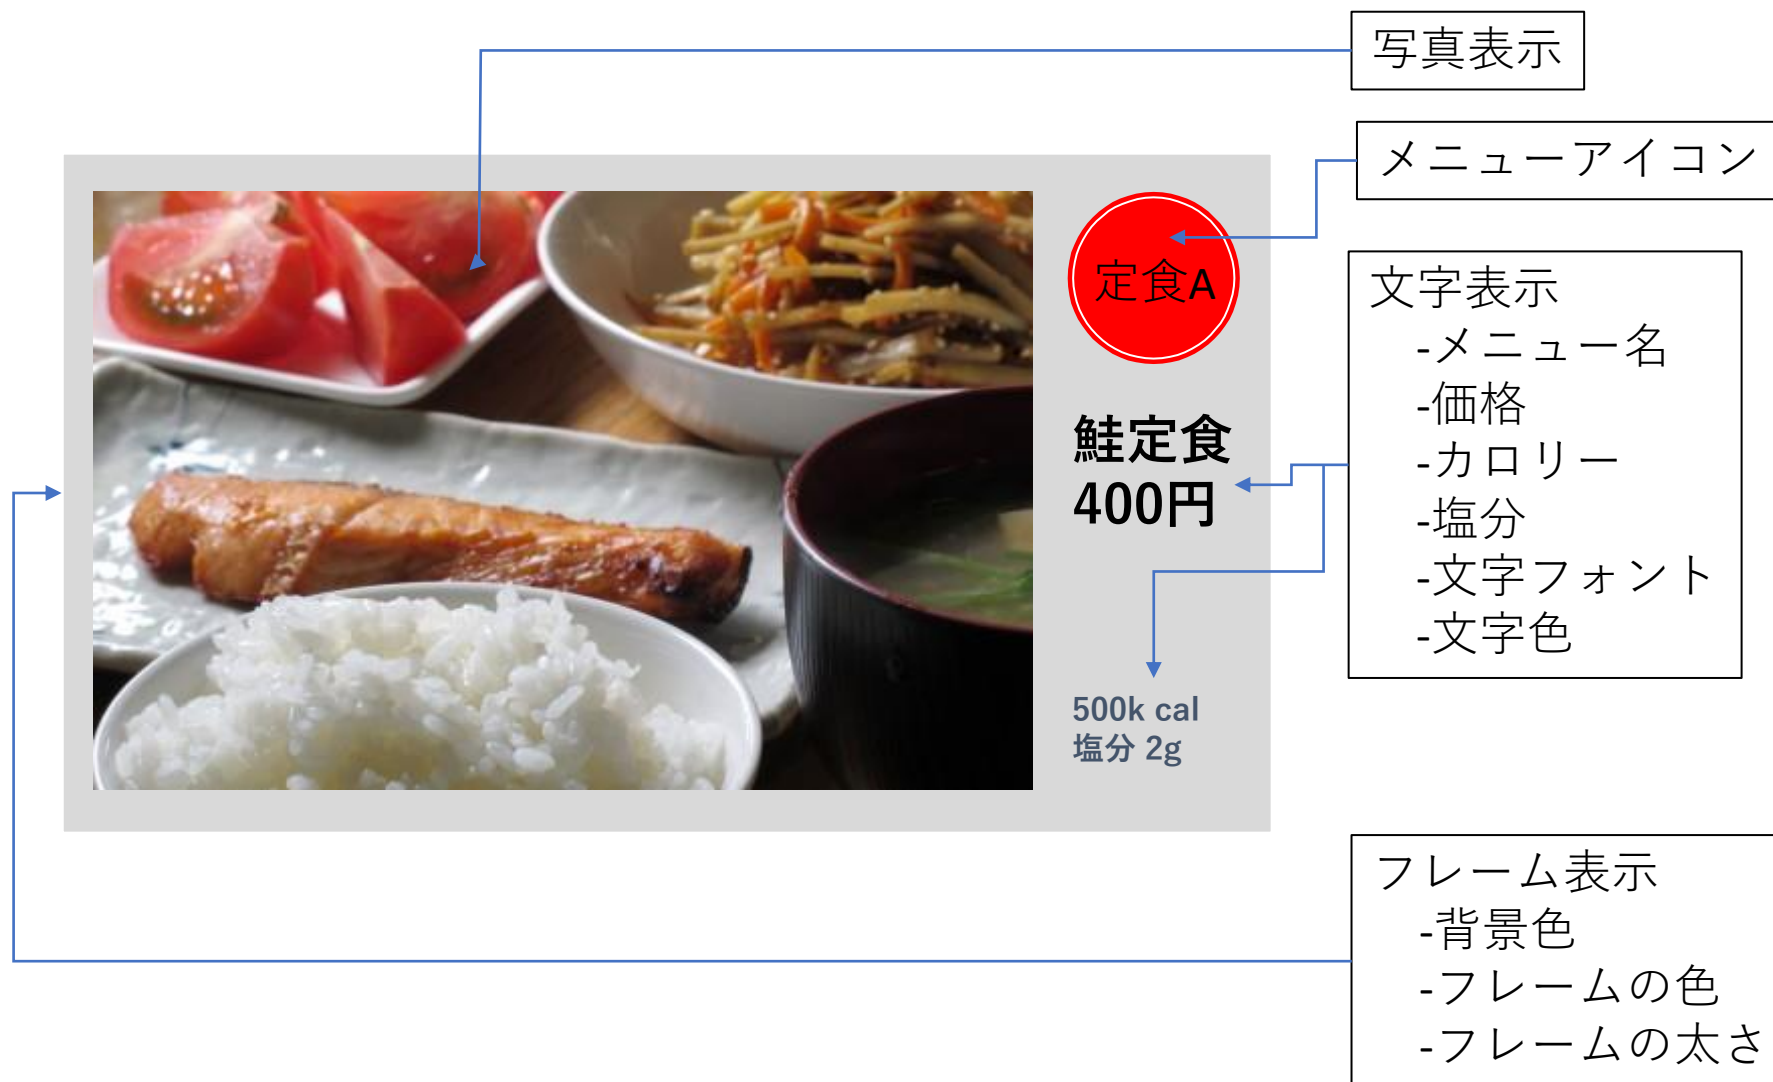 写真表示
メニューアイコン
定食A
鮭定食
400円
500k cal
塩分 2g
文字表示
-メニュー名
-価格
-カロリー
-塩分
-文字フォント
-文字色
フレーム表示
-背景色
-フレームの色
-フレームの太さ